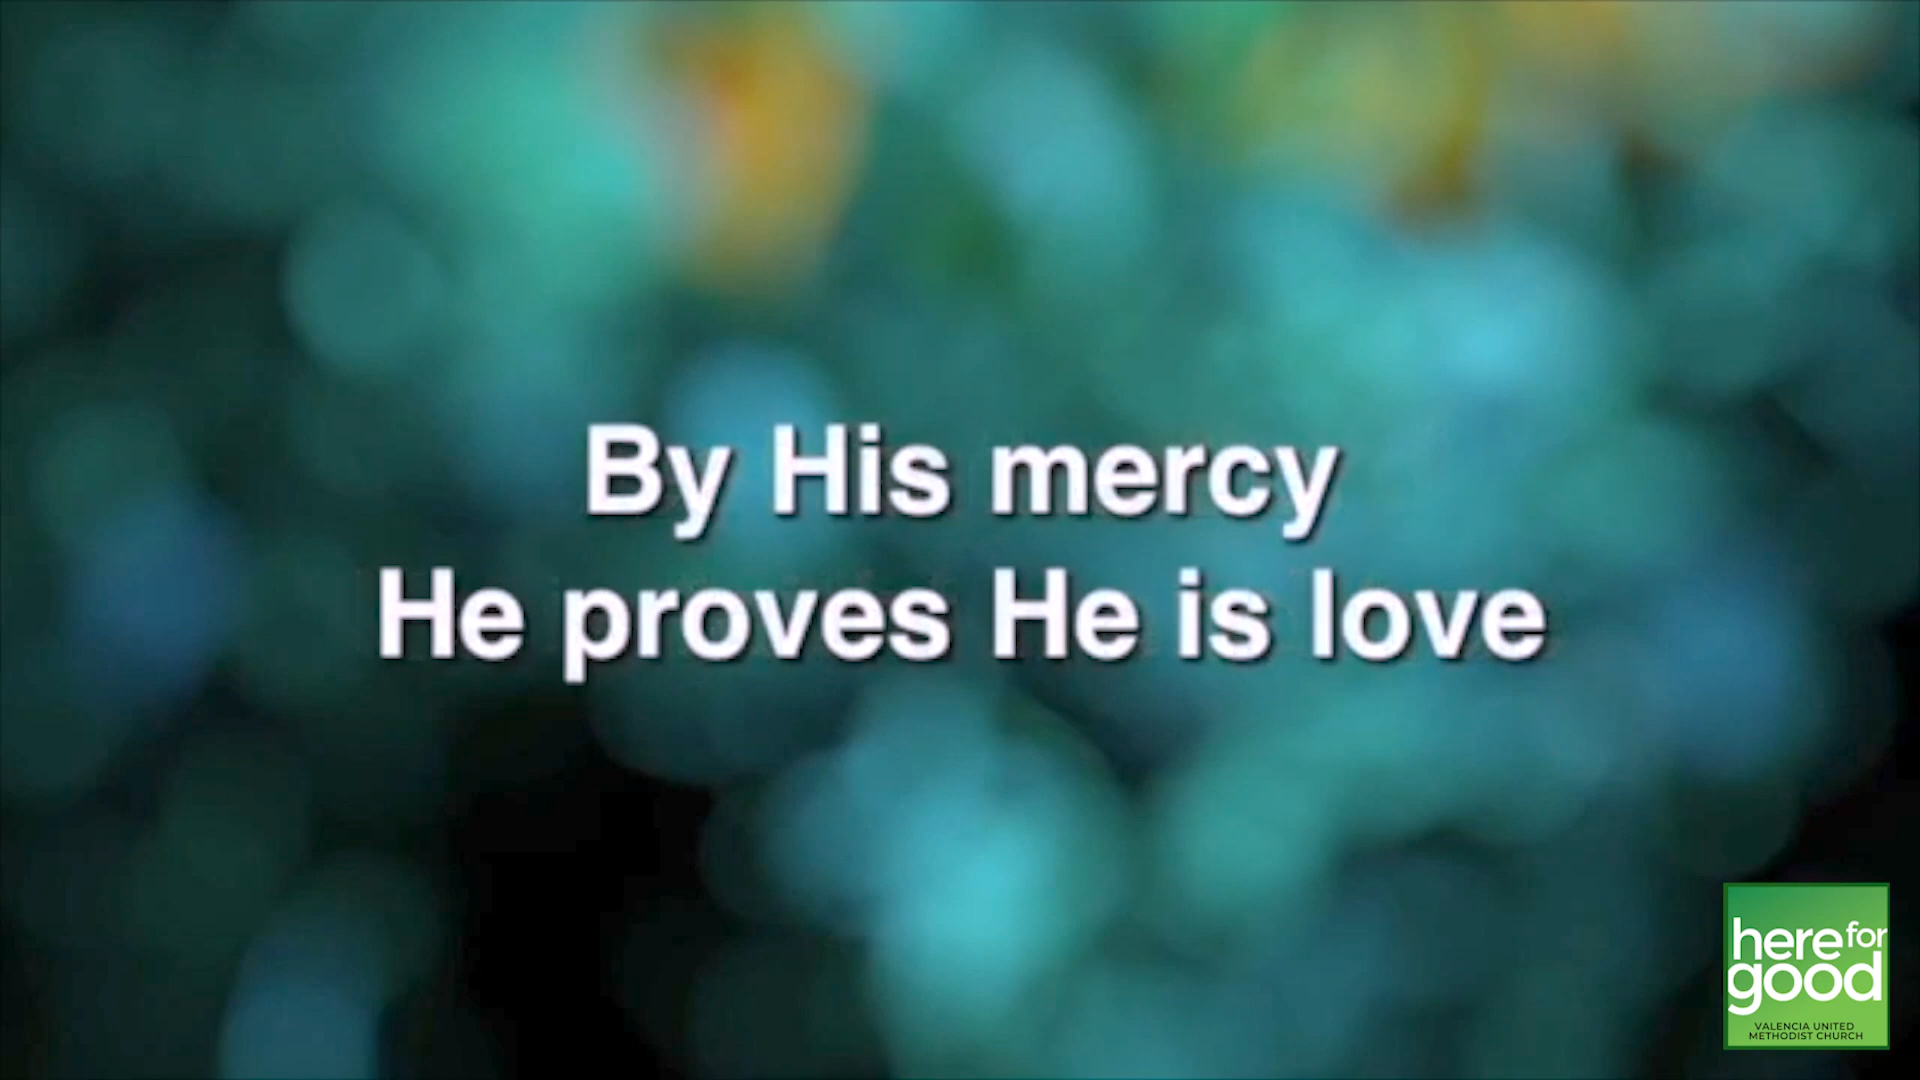 By His mercy
He proves He is love
here for
good
VALENCIA UNITED
METHODIST CHURCH